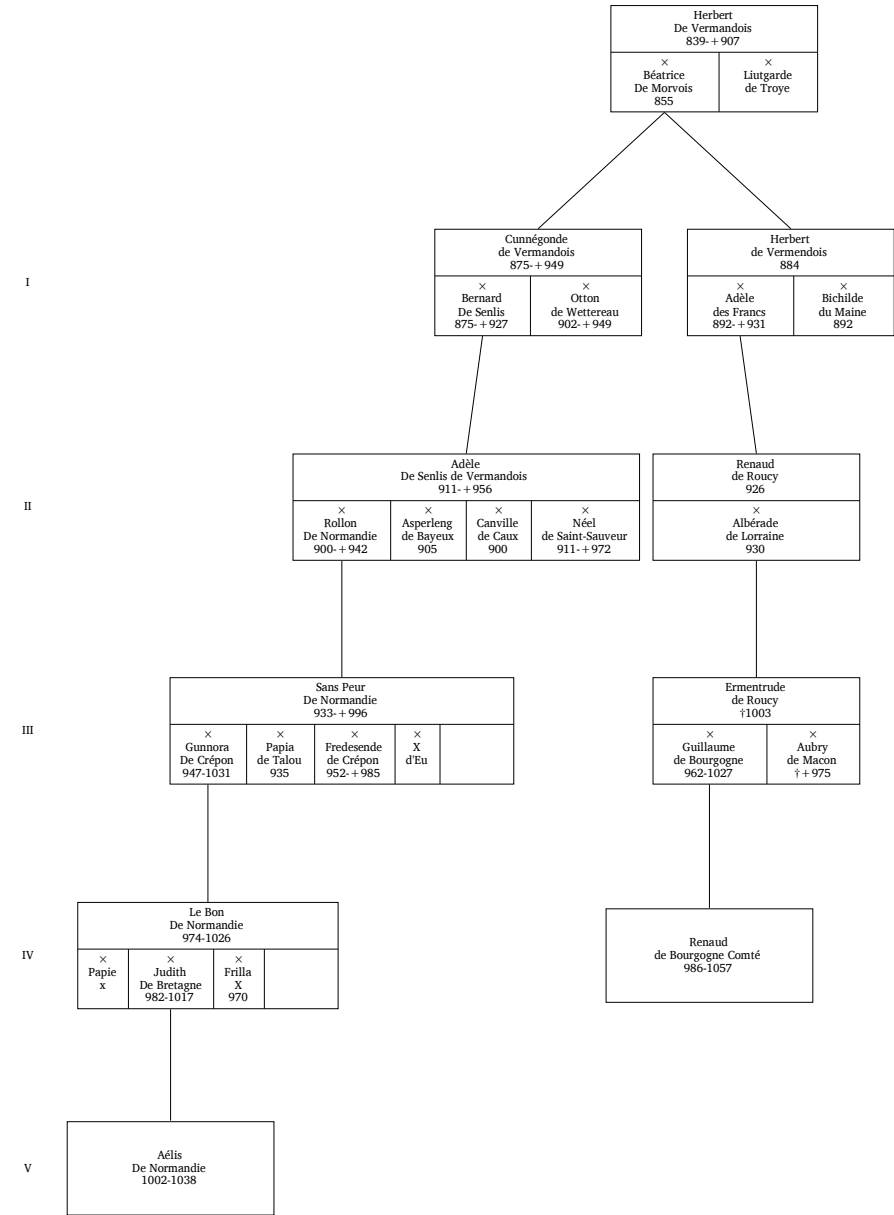 Herbert
De Vermandois
839-+907
×
Béatrice
De Morvois
855
×
Liutgarde
de Troye
I
Cunnégonde
de Vermandois
875-+949
×
Bernard
De Senlis
875-+927
×
Otton
de Wettereau
902-+949
Herbert
de Vermendois
884
×
Adèle
des Francs
892-+931
×
Bichilde
du Maine
892
II
Adèle
De Senlis de Vermandois
911-+956
×
Rollon
De Normandie
900-+942
×
Asperleng
de Bayeux
905
×
Canville
de Caux
900
×
Néel
de Saint-Sauveur
911-+972
Renaud
de Roucy
926
×
Albérade
de Lorraine
930
III
Sans Peur
De Normandie
933-+996
×
Gunnora
De Crépon
947-1031
×
Papia
de Talou
935
×
Fredesende
de Crépon
952-+985
×
X
d'Eu
Ermentrude
de Roucy
†1003
×
Guillaume
de Bourgogne
962-1027
×
Aubry
de Macon
†+975
IV
Le Bon
De Normandie
974-1026
×
Papie
x
×
Judith
De Bretagne
982-1017
×
Frilla
X
970
Renaud
de Bourgogne Comté
986-1057
V
Aélis
De Normandie
1002-1038